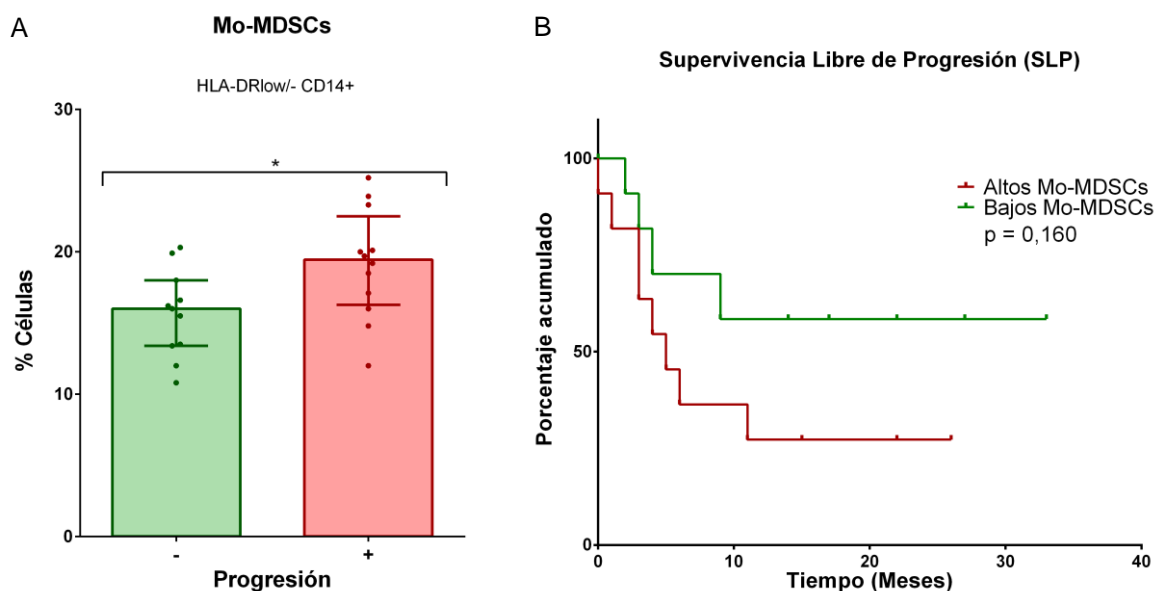 A
Mo-MDSCs
HLA-DRlow/- CD14+
30
20
10
0
% Células
*
-
+
Progresión
B
Supervivencia Libre de Progresión (SLP)
Porcentaje acumulado
100
50
0
0 10 20 30 40
Tiempo (Meses)
Altos Mo-MDSCs
Bajos Mo-MDSCs
p = 0,160